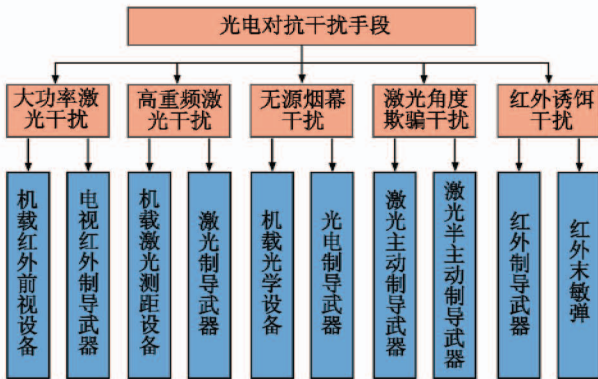 光电对抗干扰手段
大功率激
光干扰
高重频激
光干扰
无源烟幕
干扰
激光角度
欺骗干扰
红外诱饵
干扰
机载红外前视设备
电视红外制导武器
机载激光测距设备
激光制导武器
机载光学设备
光电制导武器
激光主动制导武器
激光半主动制导武器
红外制导武器
红外末敏弹